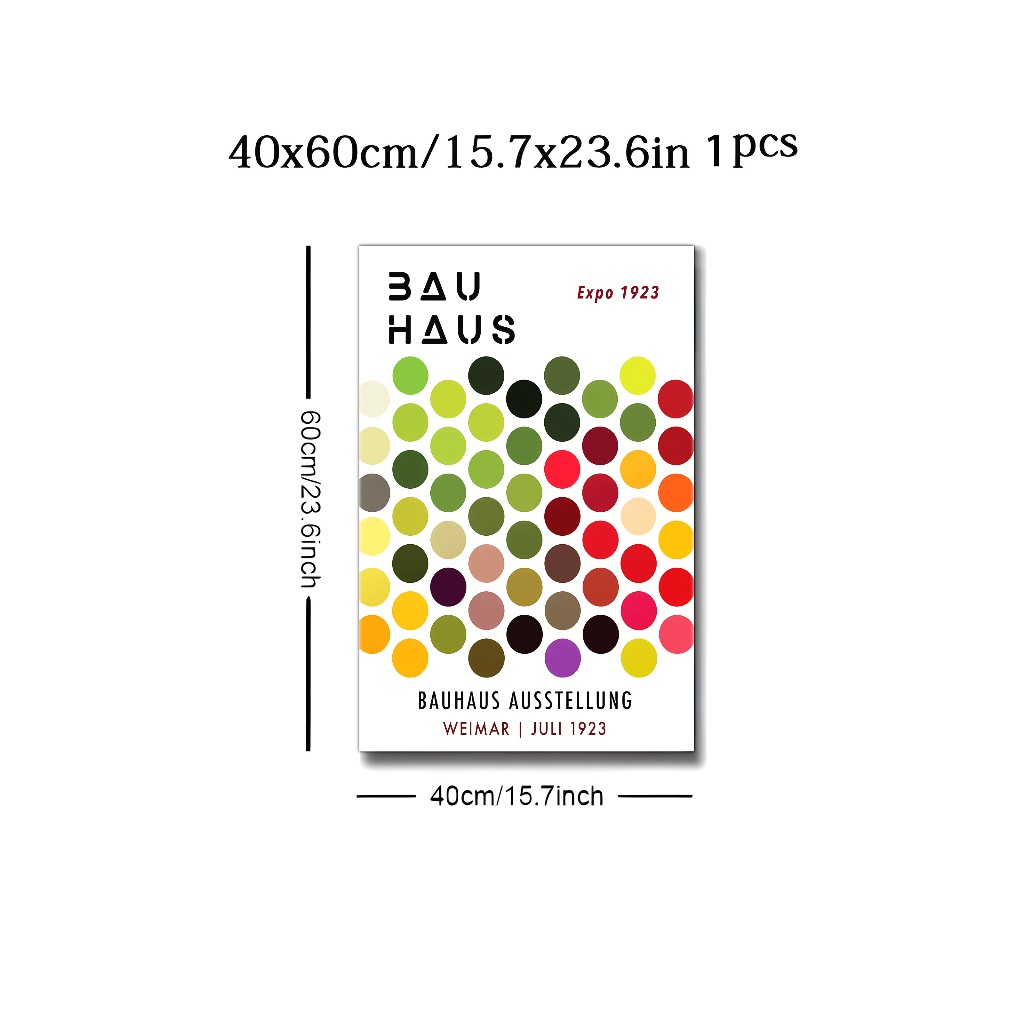 40x60cm/15.7x23.6in 1pcs
BAU
HAUS
Expo 1923
60cm/23.6inch
BAUHAUS AUSSTELLUNG
WEIMAR | JULI 1923
40cm/15.7inch